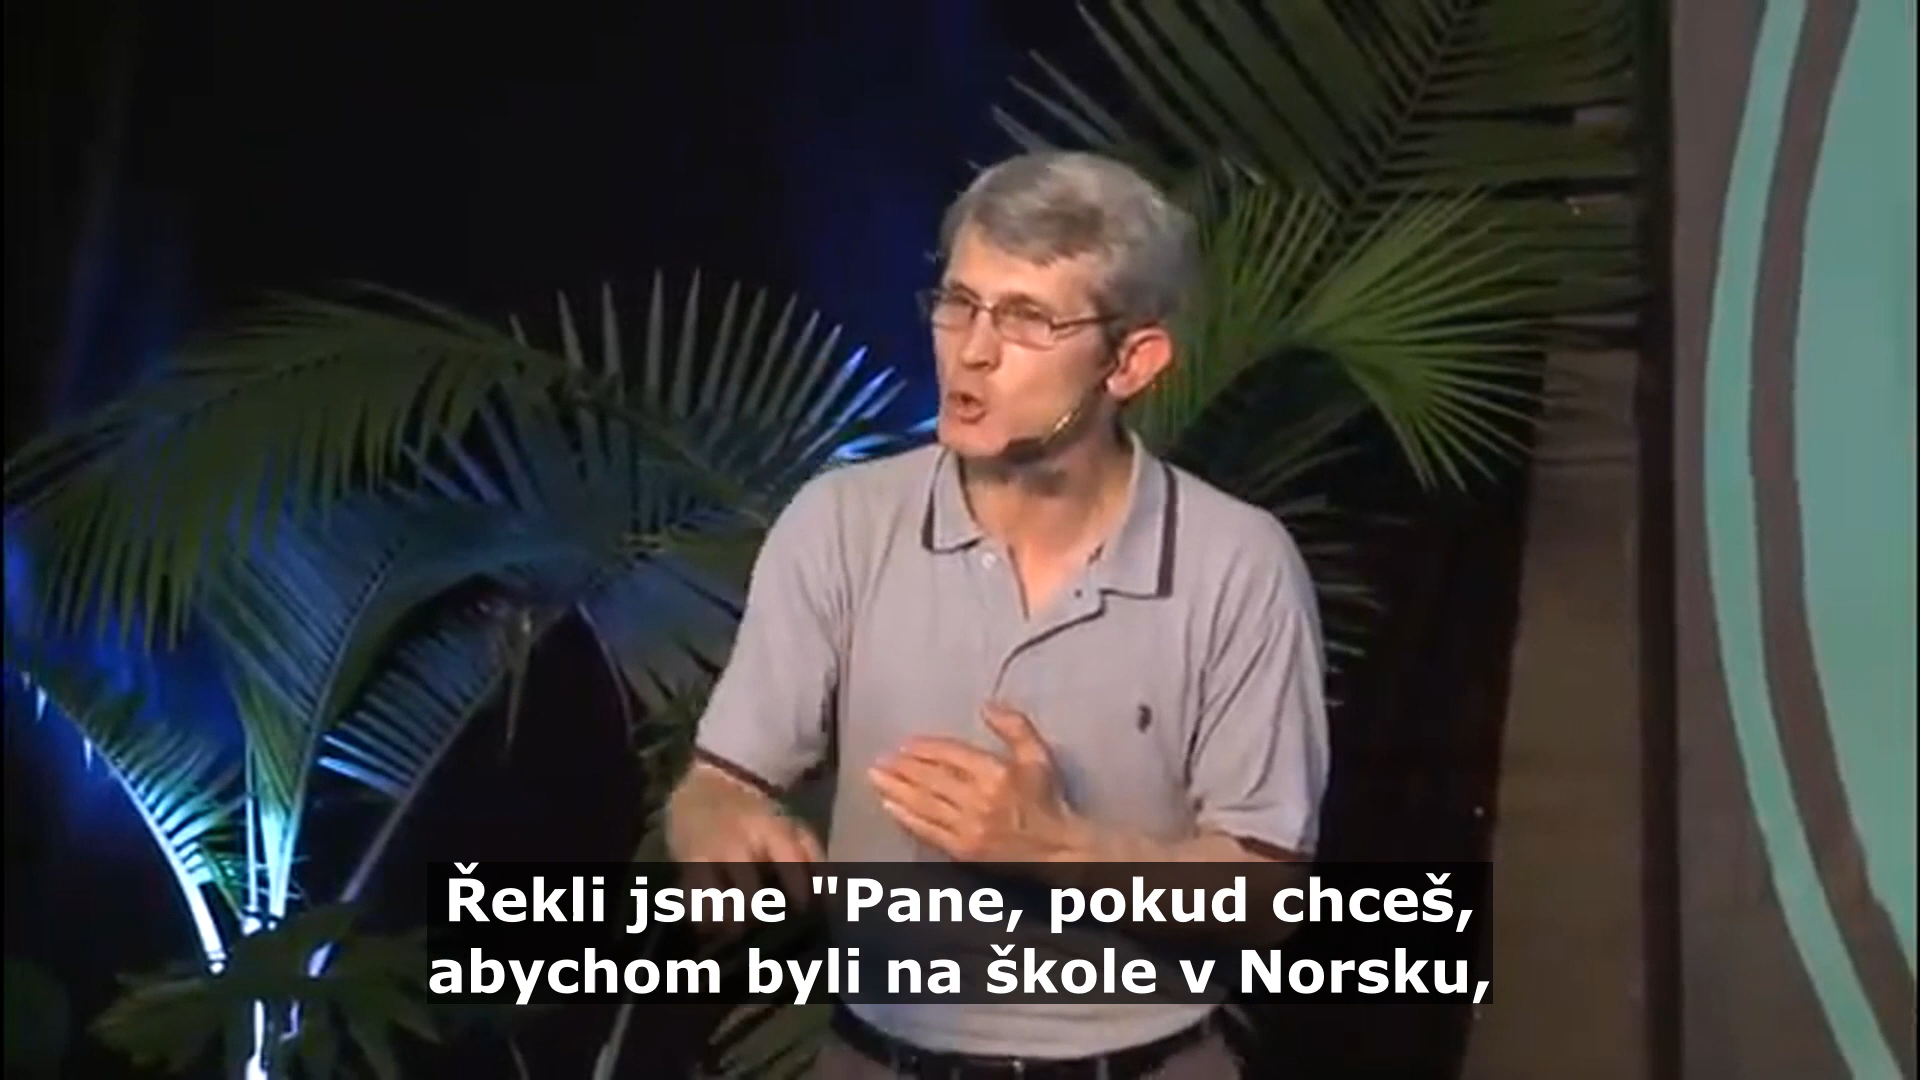 Řekli jsme "Pane, pokud chceš,
abychom byli na škole v Norsku,